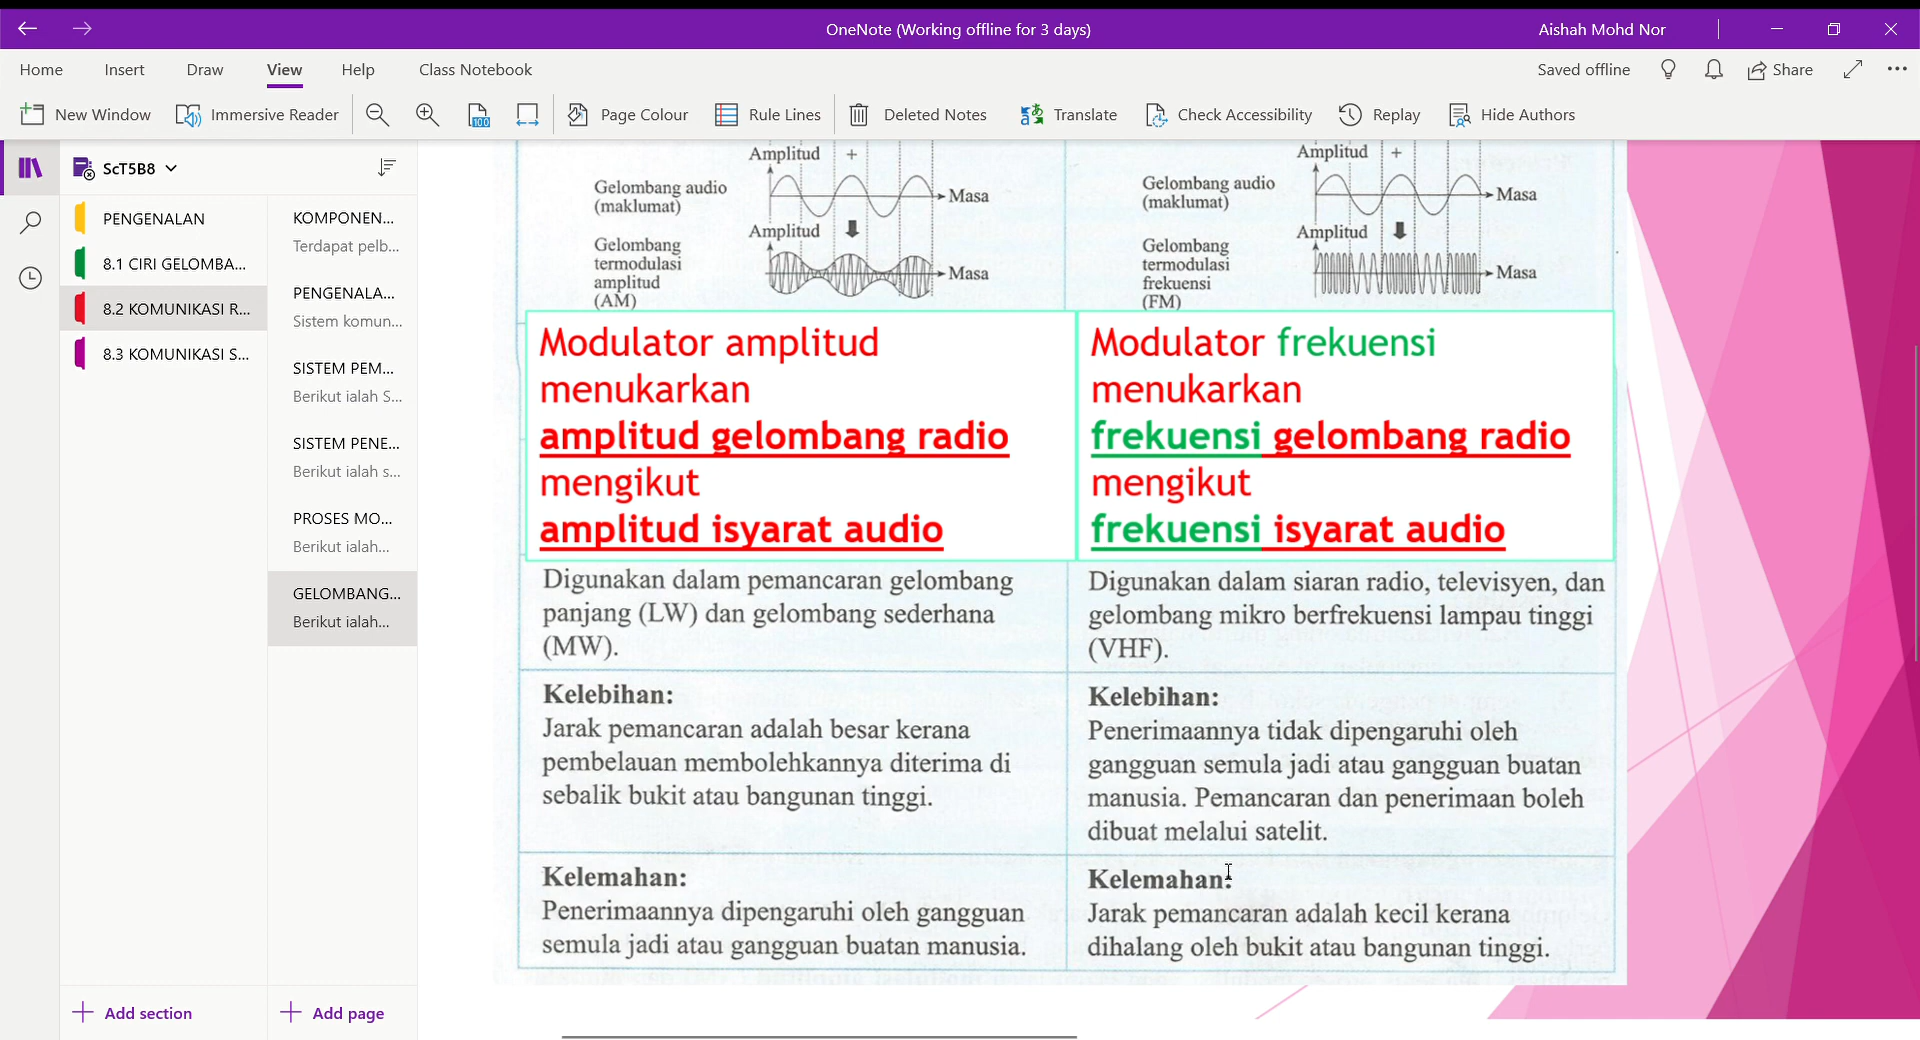 OneNote (Working offline for 3 days)
Aishah Mohd Nor
Home Insert Draw View Help Class Notebook
Saved offline Share
New Window Immersive Reader 100 Page Colour Rule Lines Deleted Notes Translate Check Accessibility Replay Hide Authors
ScT5B8
PENGENALAN
8.1 CIRI GELOMBA...
8.2 KOMUNIKASI R...
8.3 KOMUNIKASI S...
Add section
KOMPONEN...
Terdapat pelb...
PENGENALA...
Sistem komun...
SISTEM PEM...
Berikut ialah S...
SISTEM PENE...
Berikut ialah s...
PROSES MO...
Berikut ialah...
GELOMBANG...
Berikut ialah...
Add page
Amplitud +
Gelombang audio
(maklumat)
Masa
Amplitud
Gelombang
termodulasi
amplitud
(AM)
Masa
Modulator amplitud
menukarkan
amplitud gelombang radio
mengikut
amplitud isyarat audio
Digunakan dalam pemancaran gelombang
panjang (LW) dan gelombang sederhana
(MW).
Kelebihan:
Jarak pemancaran adalah besar kerana
pembelauan membolehkannya diterima di
sebalik bukit atau bangunan tinggi.
Kelemahan:
Penerimaannya dipengaruhi oleh gangguan
semula jadi atau gangguan buatan manusia.
Amplitud +
Gelombang audio
(maklumat)
Masa
Amplitud
Gelombang
termodulasi
frekuensi
(FM)
Masa
Modulator frekuensi
menukarkan
frekuensi gelombang radio
mengikut
frekuensi isyarat audio
Digunakan dalam siaran radio, televisyen, dan
gelombang mikro berfrekuensi lampau tinggi
(VHF).
Kelebihan:
Penerimaannya tidak dipengaruhi oleh
gangguan semula jadi atau gangguan buatan
manusia. Pemancaran dan penerimaan boleh
dibuat melalui satelit.
Kelemahan:
Jarak pemancaran adalah kecil kerana
dihalang oleh bukit atau bangunan tinggi.